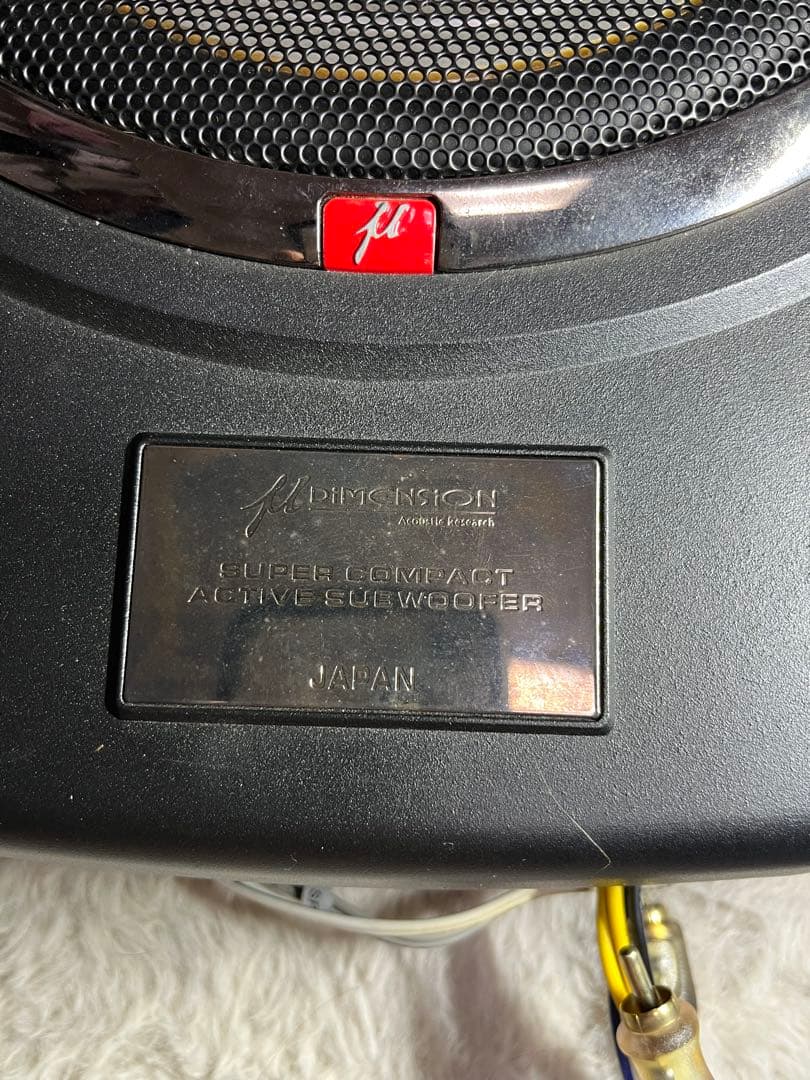 μ
μ DIMENSION
Acoustic Research
SUPER COMPACT
ACTIVE SUBWOOFER
JAPAN